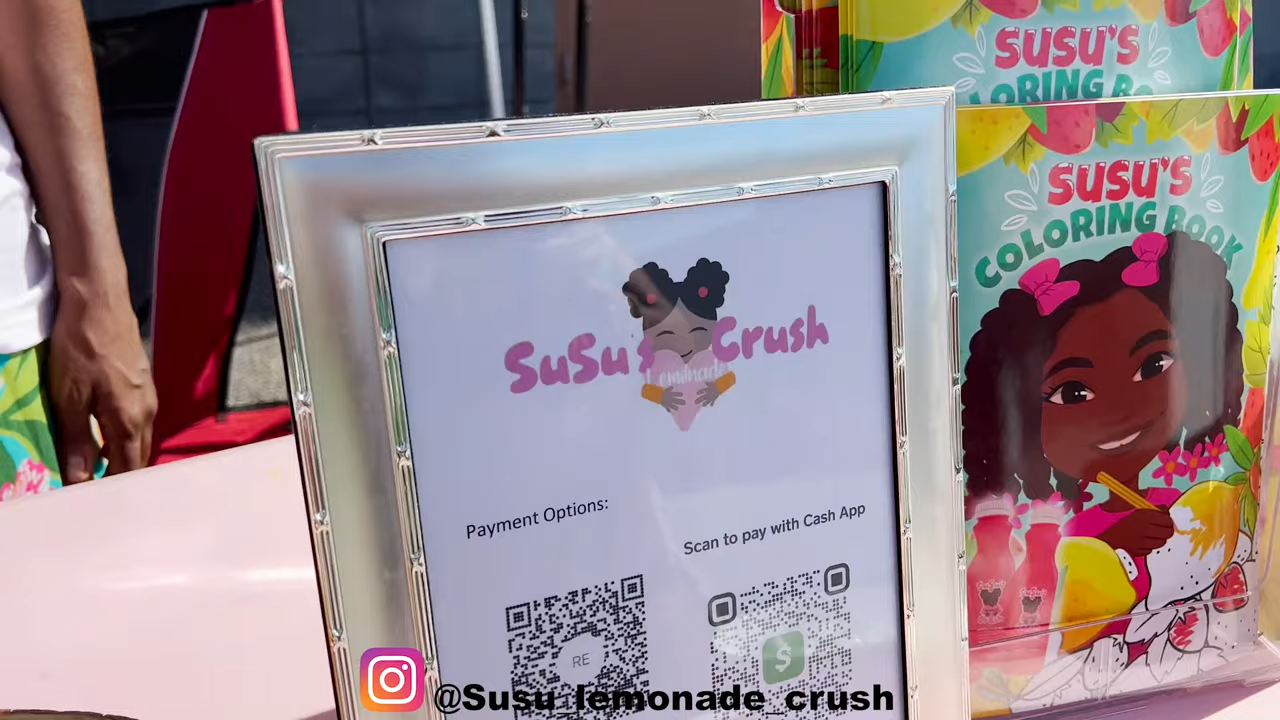 SUSU'S
COLORING BOOK
SUSU'S
COLORING BOOK
SuSu's Crush
Lemonade
Payment Options:
Scan to pay with Cash App
RE
$
@Susu_lemonade_crush